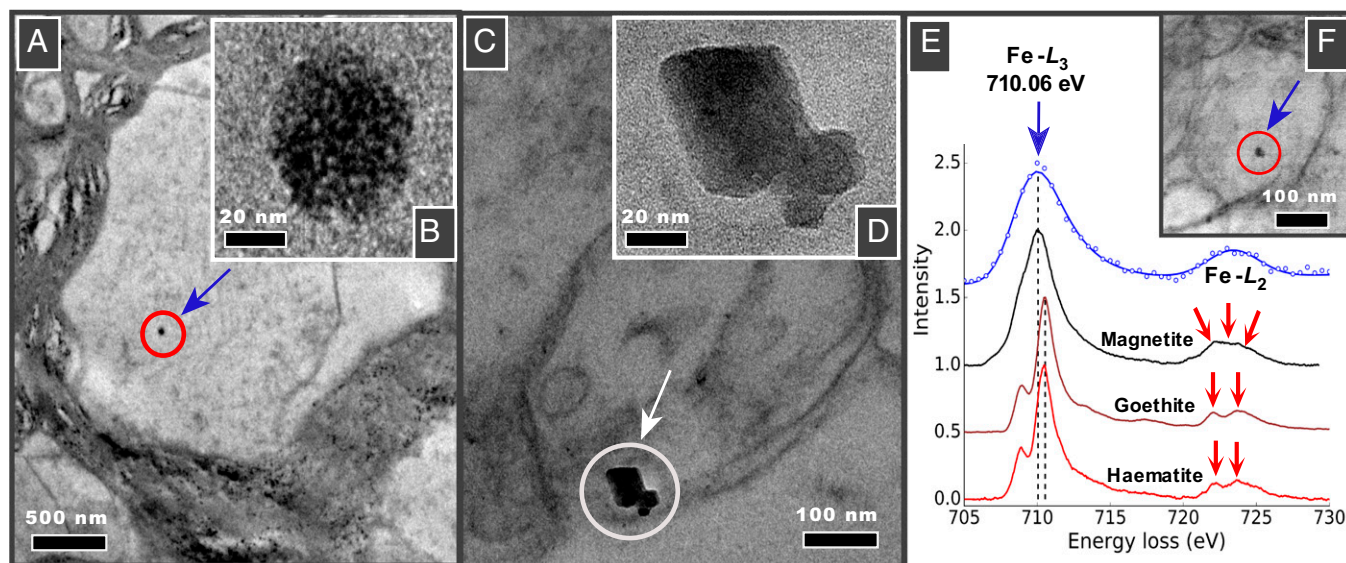 A
20 nm
B
500 nm
C
20 nm
D
100 nm
E
Fe-L3
710.06 eV
F
100 nm
2.5
2.0
1.5
1.0
0.5
0.0
Intensity
Fe-L2
Magnetite
Goethite
Haematite
705 710 715 720 725 730
Energy loss (eV)